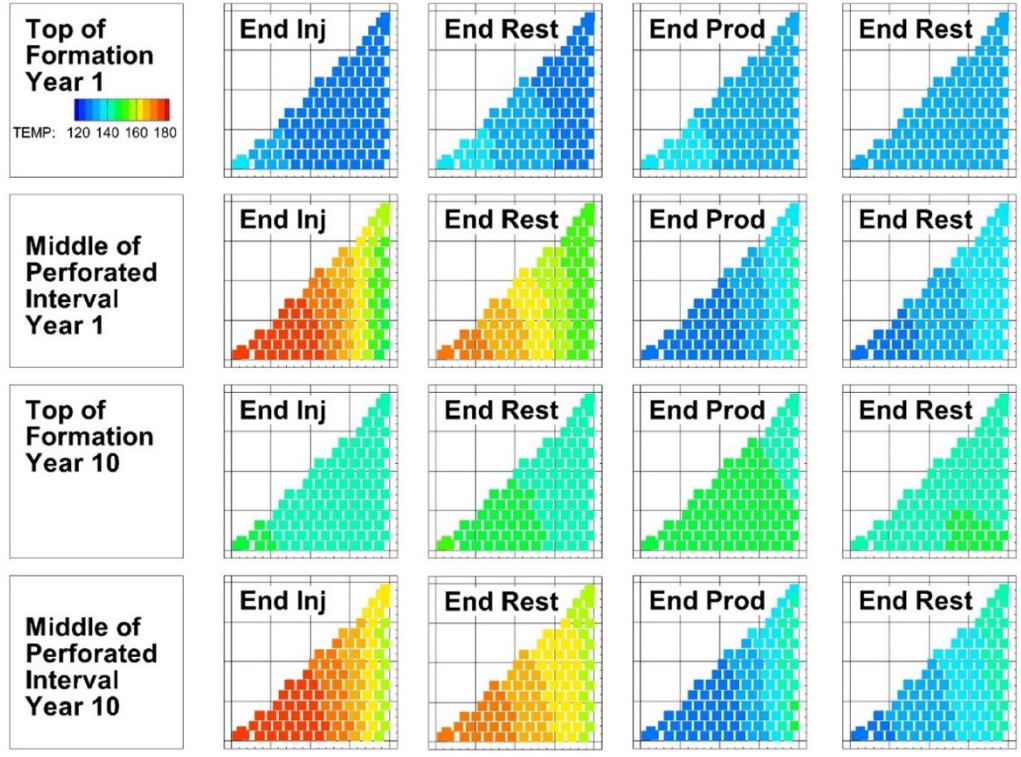 Top of
Formation
Year 1
TEMP: 120 140 160 180
End Inj
End Rest
End Prod
End Rest
Middle of
Perforated
Interval
Year 1
End Inj
End Rest
End Prod
End Rest
Top of
Formation
Year 10
End Inj
End Rest
End Prod
End Rest
Middle of
Perforated
Interval
Year 10
End Inj
End Rest
End Prod
End Rest